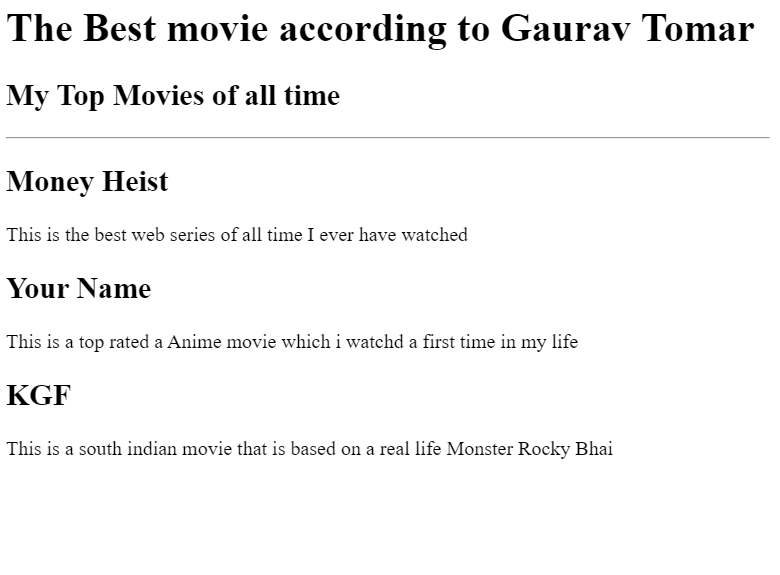 The Best movie according to Gaurav Tomar
My Top Movies of all time
Money Heist
This is the best web series of all time I ever have watched
Your Name
This is a top rated a Anime movie which i watchd a first time in my life
KGF
This is a south indian movie that is based on a real life Monster Rocky Bhai